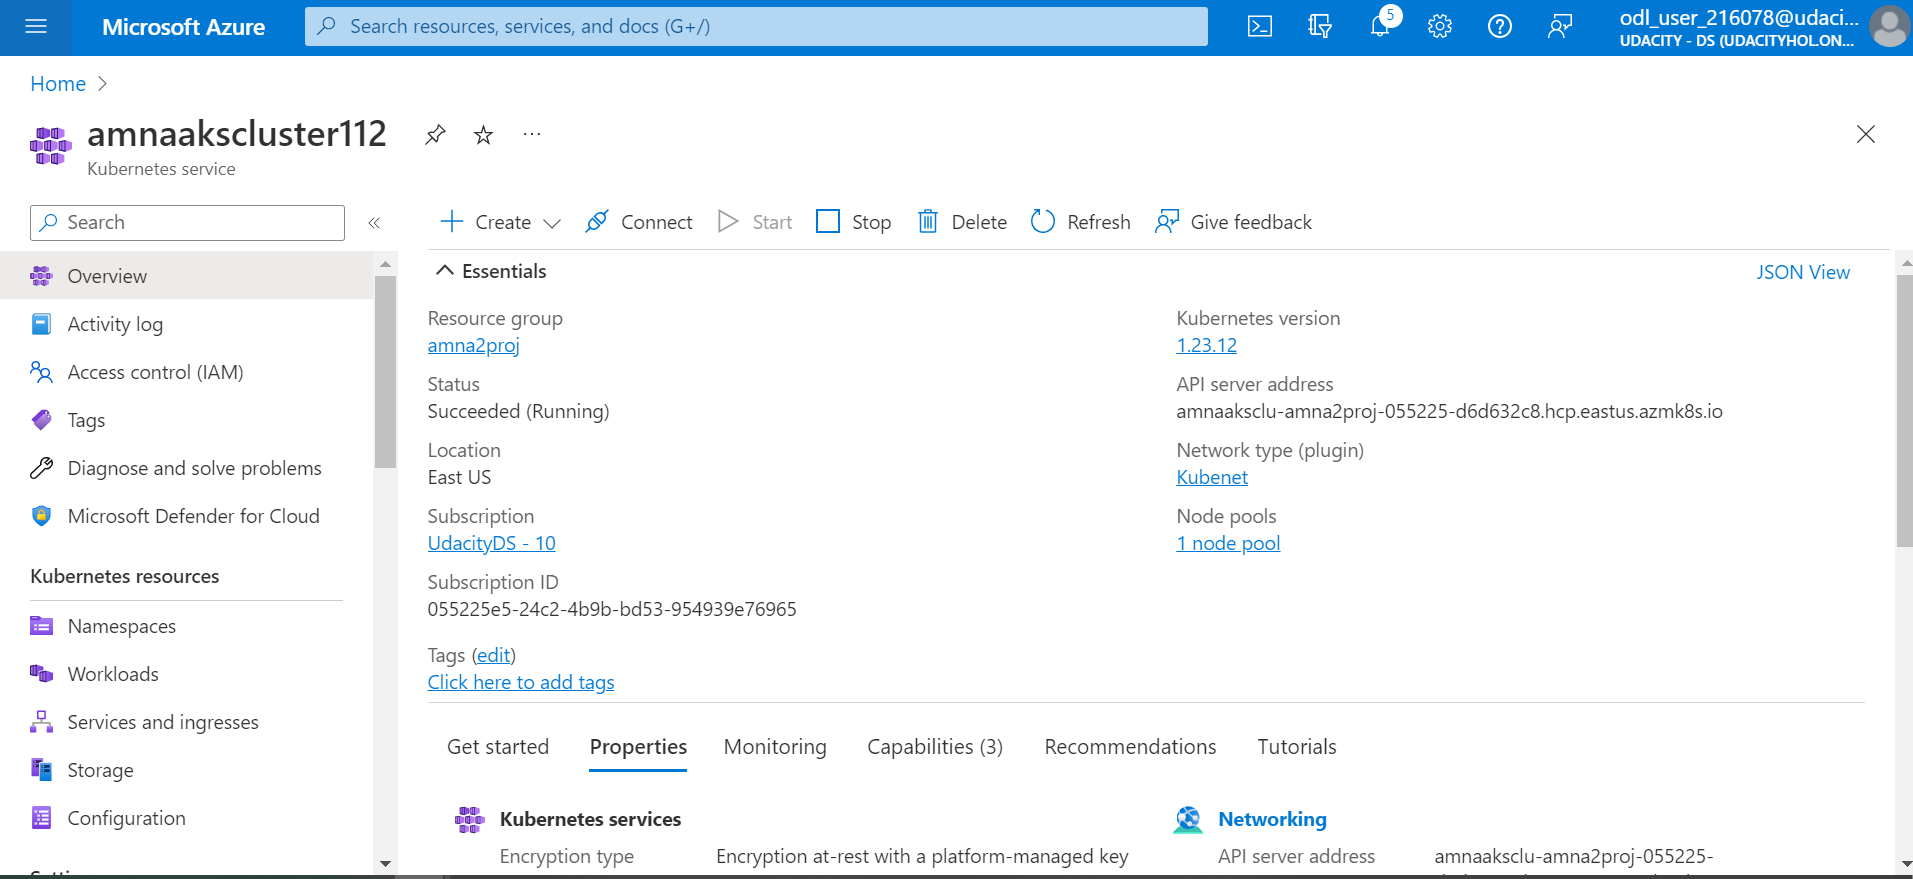 Microsoft Azure
Search resources, services, and docs (G+/)
5
odl_user_216078@udaci...
UDACITY - DS (UDACITYHOL.ON...
Home
amnaakscluster112
Kubernetes service
Search
Create
Connect
Start
Stop
Delete
Refresh
Give feedback
Overview
Activity log
Access control (IAM)
Tags
Diagnose and solve problems
Microsoft Defender for Cloud
Kubernetes resources
Namespaces
Workloads
Services and ingresses
Storage
Configuration
Essentials
JSON View
Resource group
amna2proj
Status
Succeeded (Running)
Location
East US
Subscription
UdacityDS - 10
Subscription ID
055225e5-24c2-4b9b-bd53-954939e76965
Tags (edit)
Click here to add tags
Kubernetes version
1.23.12
API server address
amnaaksclu-amna2proj-055225-d6d632c8.hcp.eastus.azmk8s.io
Network type (plugin)
Kubenet
Node pools
1 node pool
Get started
Properties
Monitoring
Capabilities (3)
Recommendations
Tutorials
Kubernetes services
Encryption type
Encryption at-rest with a platform-managed key
Networking
API server address
amnaaksclu-amna2proj-055225-